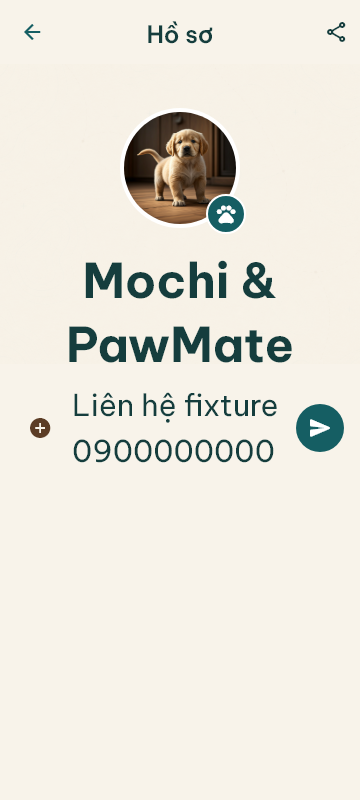 Hồ sơ
Mochi &
PawMate
Liên hệ fixture
0900000000